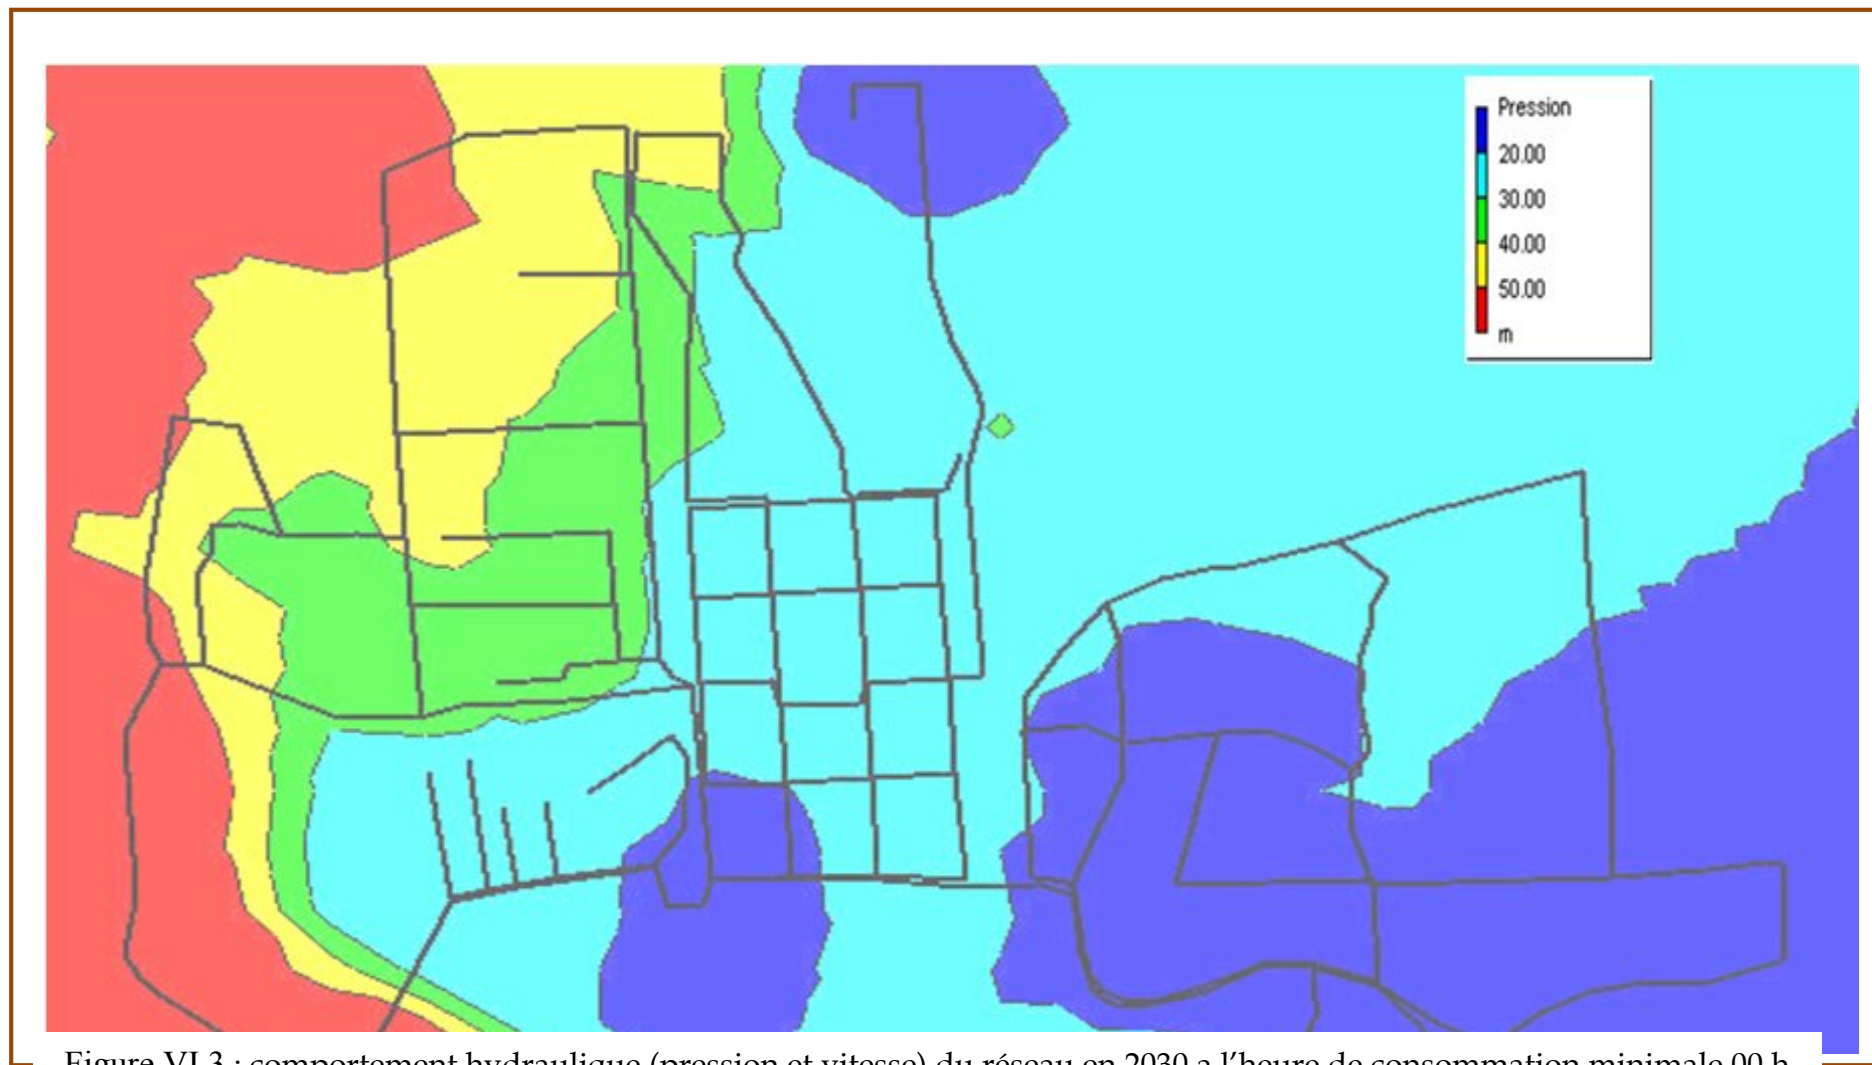 Pression
20.00
30.00
40.00
50.00
m
Figure VI.3 : comportement hydraulique (pression et vitesse) du réseau en 2030 a l’heure de consommation minimale 00 h